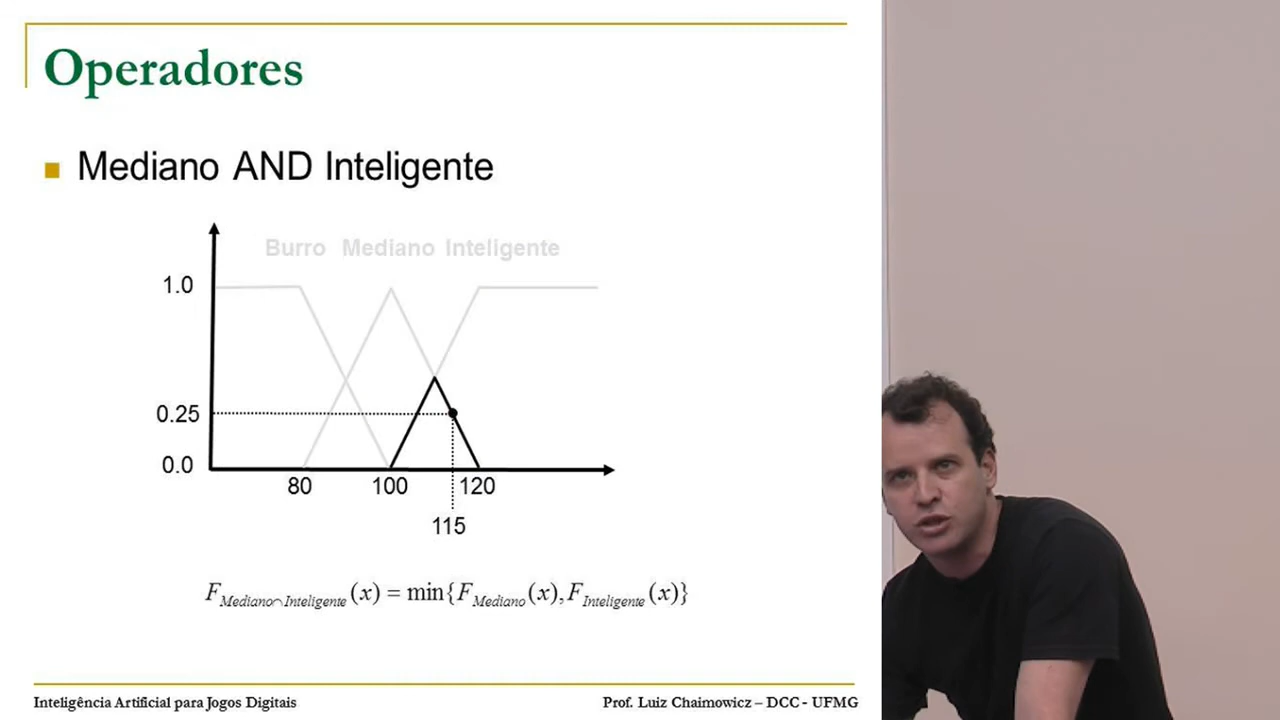 Operadores
Mediano AND Inteligente
Burro Mediano Inteligente
1.0
0.25
0.0
80 100 120
115
F_{Mediano∩Inteligente}(x) = min{F_{Mediano}(x), F_{Inteligente}(x)}
Inteligência Artificial para Jogos Digitais Prof. Luiz Chaimowicz – DCC - UFMG